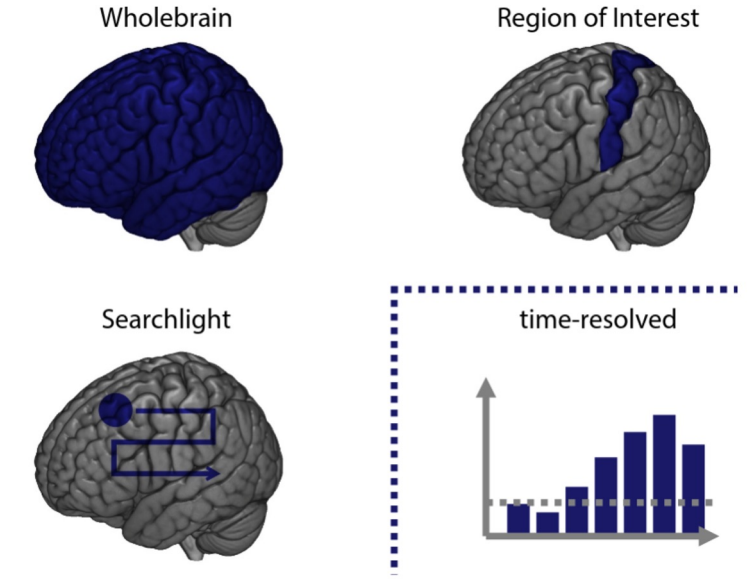 Wholebrain
Region of Interest
Searchlight
time-resolved